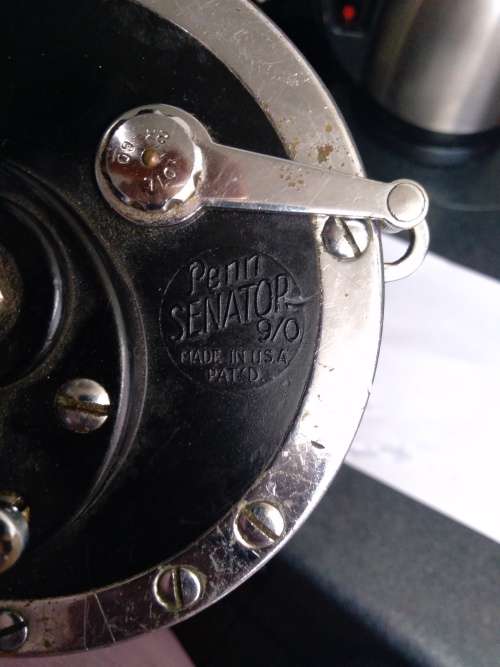 Penn
SENATOR
9/0
MADE IN U.S.A
PAT'D.